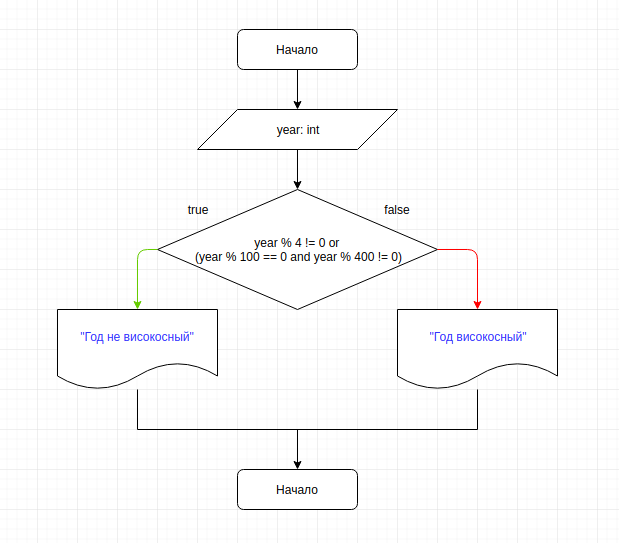 Начало
year: int
true
false
year % 4 != 0 or
(year % 100 == 0 and year % 400 != 0)
"Год не високосный"
"Год високосный"
Начало